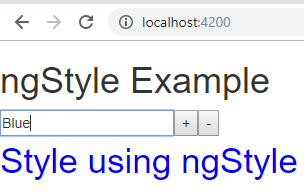 localhost:4200
ngStyle Example
Blue
+ -
Style using ngStyle